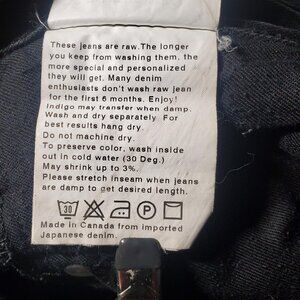 These jeans are raw.The longer
you keep from washing them, the
more special and personalized
they will get. Many denim
enthusiasts don't wash raw jean
for the first 6 months. Enjoy!
Indigo may transfer when damp.
Wash and dry separately. For
best results hang dry.
Do not machine dry.
To preserve color, wash inside
out in cold water (30 Deg.)
May shrink up to 3%.
Please stretch inseam when jeans
are damp to get desired length.
30 P
Made in Canada from imported
Japanese denim.